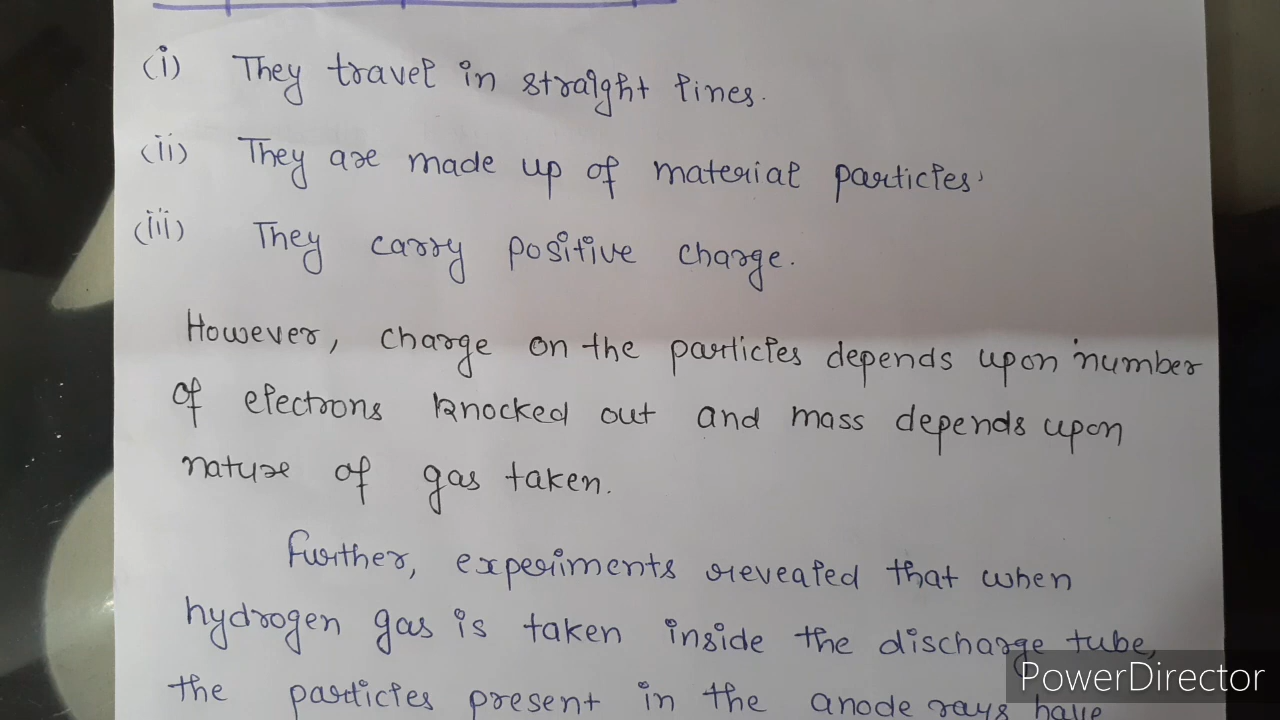 (i) They travel in straight lines.
(ii) They are made up of material particles.
(iii) They carry positive charge.
However, charge on the particles depends upon number
of electrons knocked out and mass depends upon
nature of gas taken.
Further, experiments revealed that when
hydrogen gas is taken inside the discharge tube,
the particles present in the anode rays have
PowerDirector